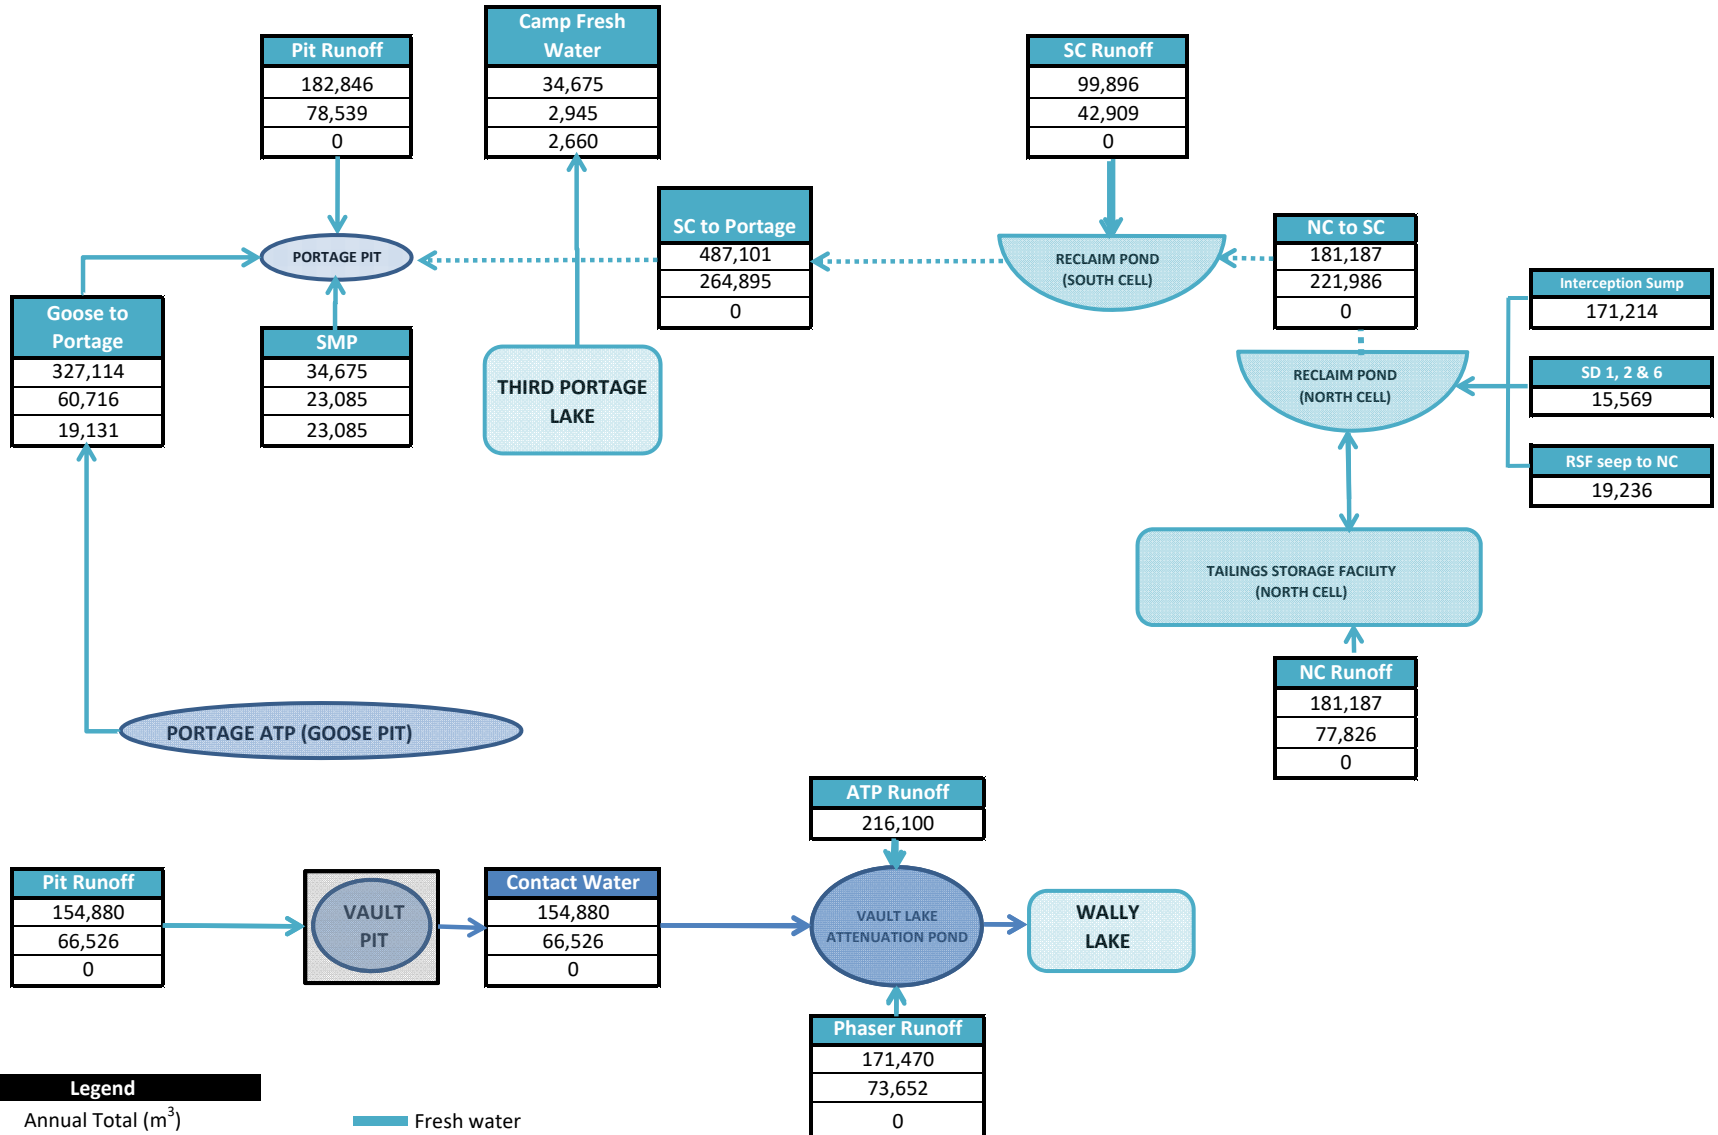 Camp Fresh
Water
34,675
2,945
2,660
Pit Runoff
182,846
78,539
0
SC Runoff
99,896
42,909
0
SC to Portage
487,101
264,895
0
NC to SC
181,187
221,986
0
PORTAGE PIT
RECLAIM POND
(SOUTH CELL)
Interception Sump
171,214
Goose to
Portage
327,114
60,716
19,131
SMP
34,675
23,085
23,085
THIRD PORTAGE
LAKE
RECLAIM POND
(NORTH CELL)
SD 1, 2 & 6
15,569
RSF seep to NC
19,236
TAILINGS STORAGE FACILITY
(NORTH CELL)
NC Runoff
181,187
77,826
0
PORTAGE ATP (GOOSE PIT)
ATP Runoff
216,100
Pit Runoff
154,880
66,526
0
VAULT
PIT
Contact Water
154,880
66,526
0
VAULT LAKE
ATTENUATION POND
WALLY
LAKE
Phaser Runoff
171,470
73,652
0
Legend
Annual Total (m³)
Fresh water